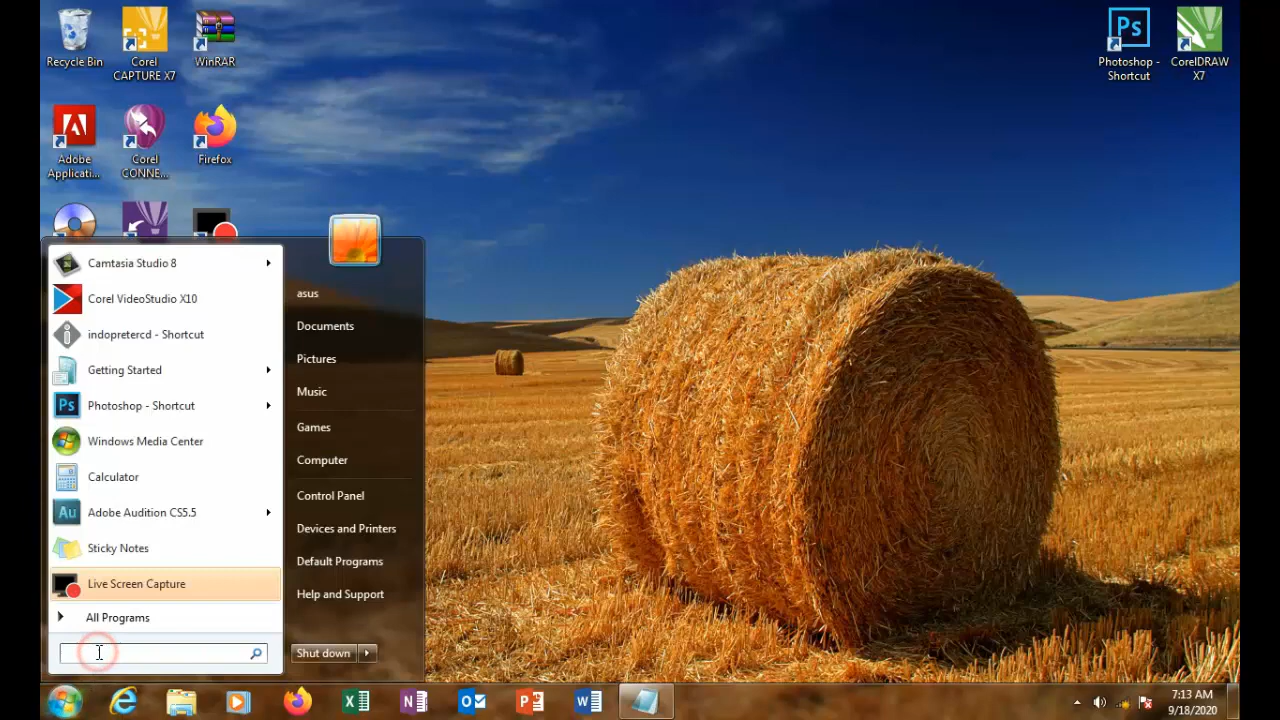 Recycle Bin
Corel
CAPTURE X7
WinRAR
Photoshop -
Shortcut
CorelDRAW
X7
Adobe
Applicati...
Corel
CONNE...
Firefox
Camtasia Studio 8
Corel VideoStudio X10
indopretercd - Shortcut
Getting Started
Photoshop - Shortcut
Windows Media Center
Calculator
Adobe Audition CS5.5
Sticky Notes
Live Screen Capture
All Programs
asus
Documents
Pictures
Music
Games
Computer
Control Panel
Devices and Printers
Default Programs
Help and Support
Shut down
7:13 AM
9/18/2020